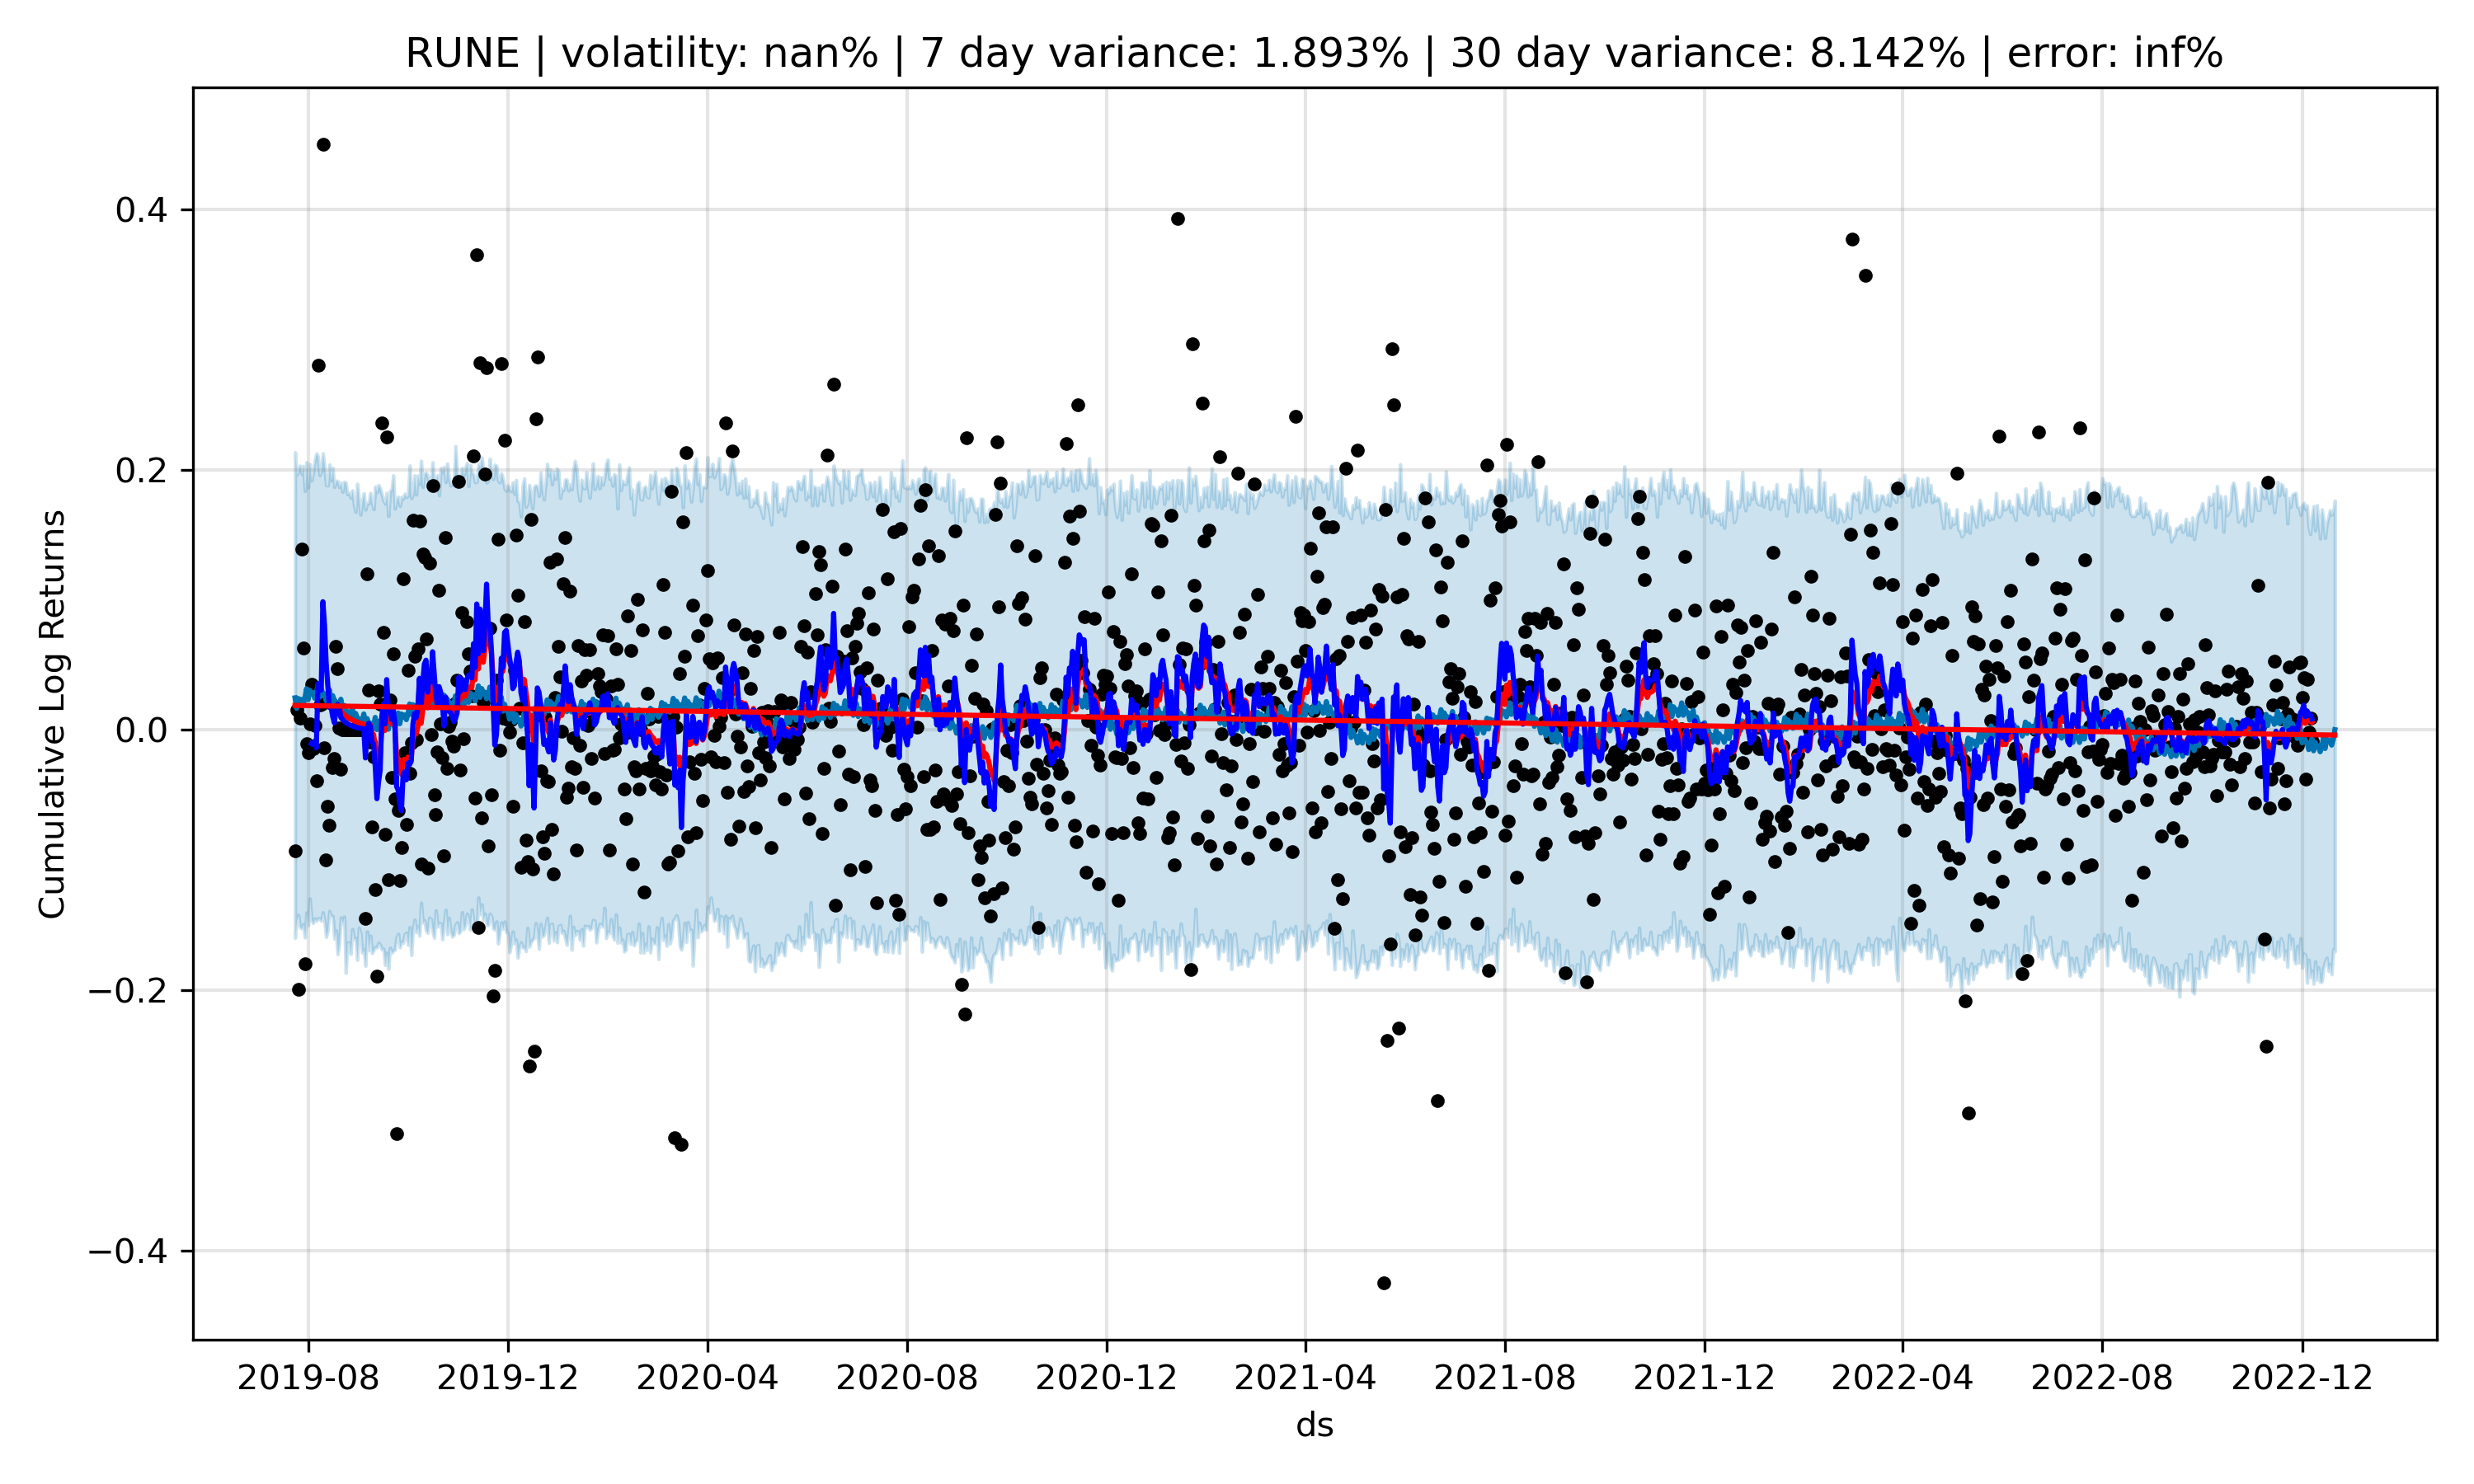 RUNE | volatility: nan% | 7 day variance: 1.893% | 30 day variance: 8.142% | error: inf%
Cumulative Log Returns
0.4
0.2
0.0
−0.2
−0.4
2019-08 2019-12 2020-04 2020-08 2020-12 2021-04 2021-08 2021-12 2022-04 2022-08 2022-12
ds